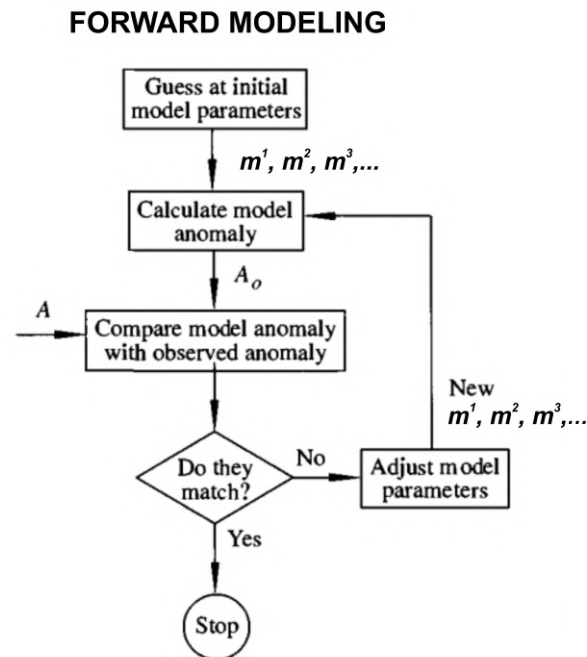 FORWARD MODELING
Guess at initial
model parameters
m¹, m², m³,...
Calculate model
anomaly
Aₒ
A
Compare model anomaly
with observed anomaly
New
m¹, m², m³,...
Do they
match?
No
Adjust model
parameters
Yes
Stop